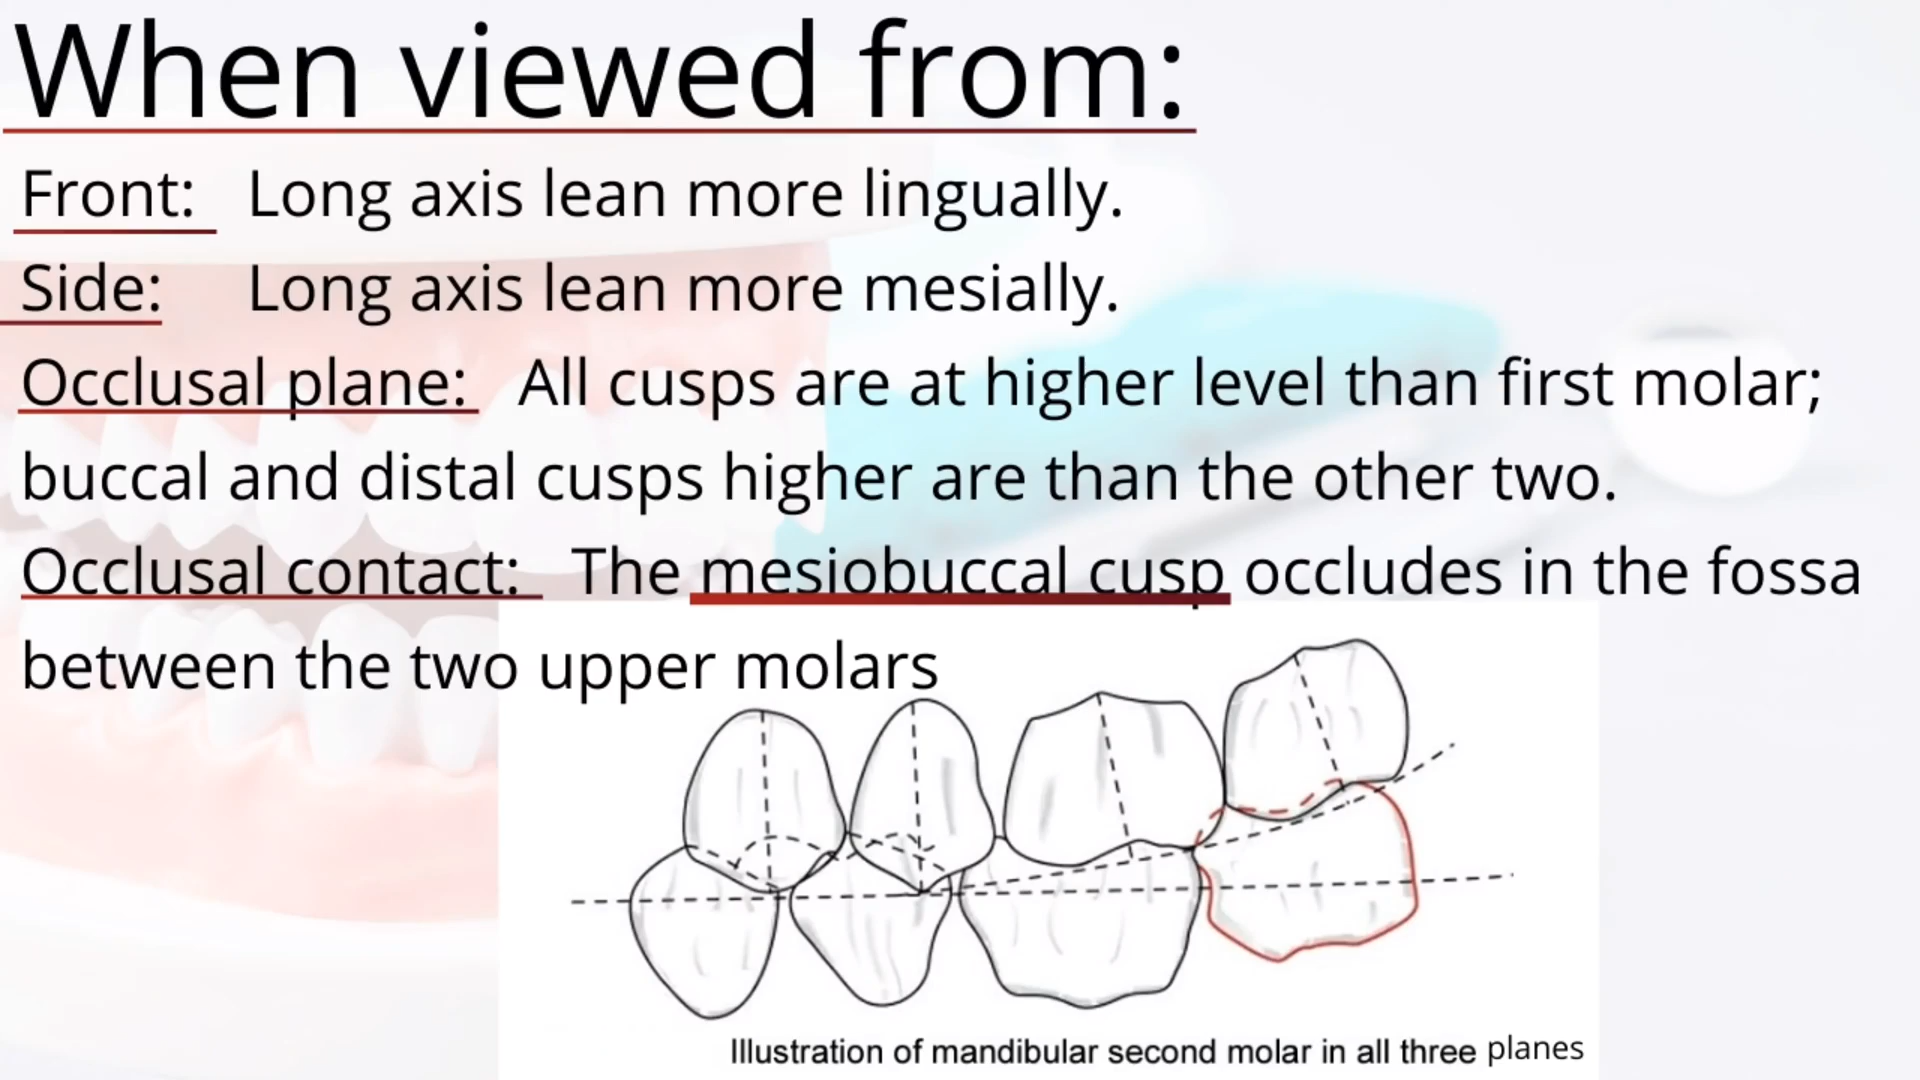 When viewed from:
Front: Long axis lean more lingually.
Side: Long axis lean more mesially.
Occlusal plane: All cusps are at higher level than first molar;
buccal and distal cusps higher are than the other two.
Occlusal contact: The mesiobuccal cusp occludes in the fossa
between the two upper molars
Illustration of mandibular second molar in all three planes